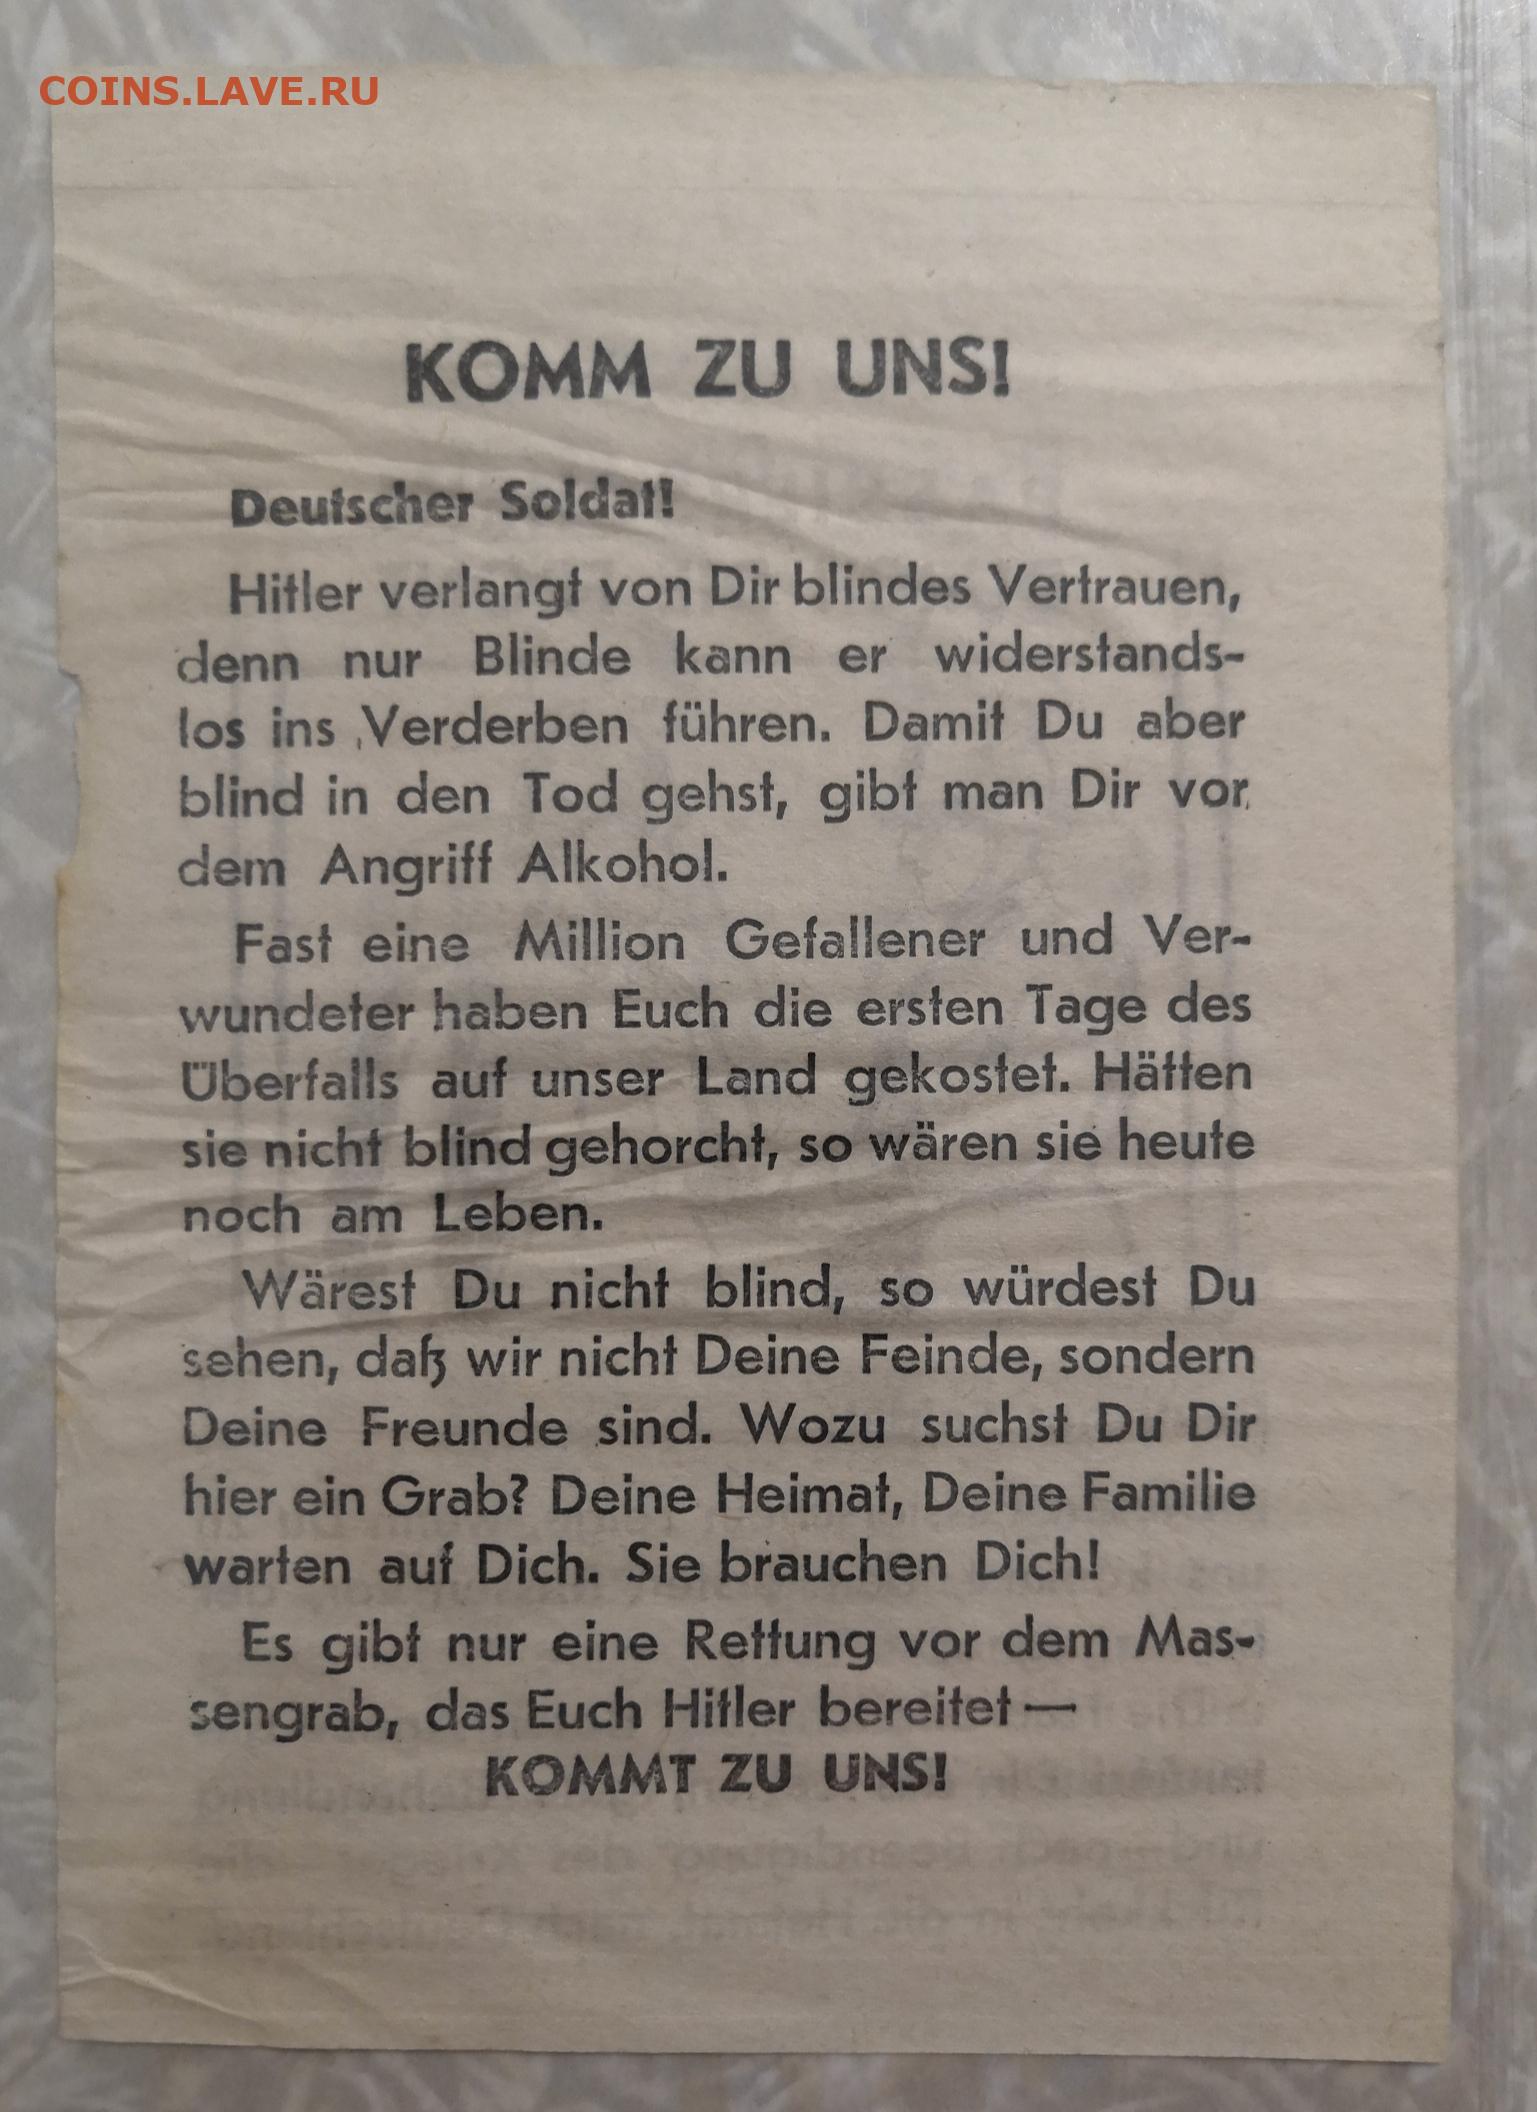 COINS.LAVE.RU
KOMM ZU UNS!
Deutscher Soldat!
Hitler verlangt von Dir blindes Vertrauen,
denn nur Blinde kann er widerstands-
los ins Verderben führen. Damit Du aber
blind in den Tod gehst, gibt man Dir vor
dem Angriff Alkohol.
Fast eine Million Gefallener und Ver-
wundeter haben Euch die ersten Tage des
Überfalls auf unser Land gekostet. Hätten
sie nicht blind gehorcht, so wären sie heute
noch am Leben.
Wärest Du nicht blind, so würdest Du
sehen, daß wir nicht Deine Feinde, sondern
Deine Freunde sind. Wozu suchst Du Dir
hier ein Grab? Deine Heimat, Deine Familie
warten auf Dich. Sie brauchen Dich!
Es gibt nur eine Rettung vor dem Mas-
sengrab, das Euch Hitler bereitet —
KOMMT ZU UNS!